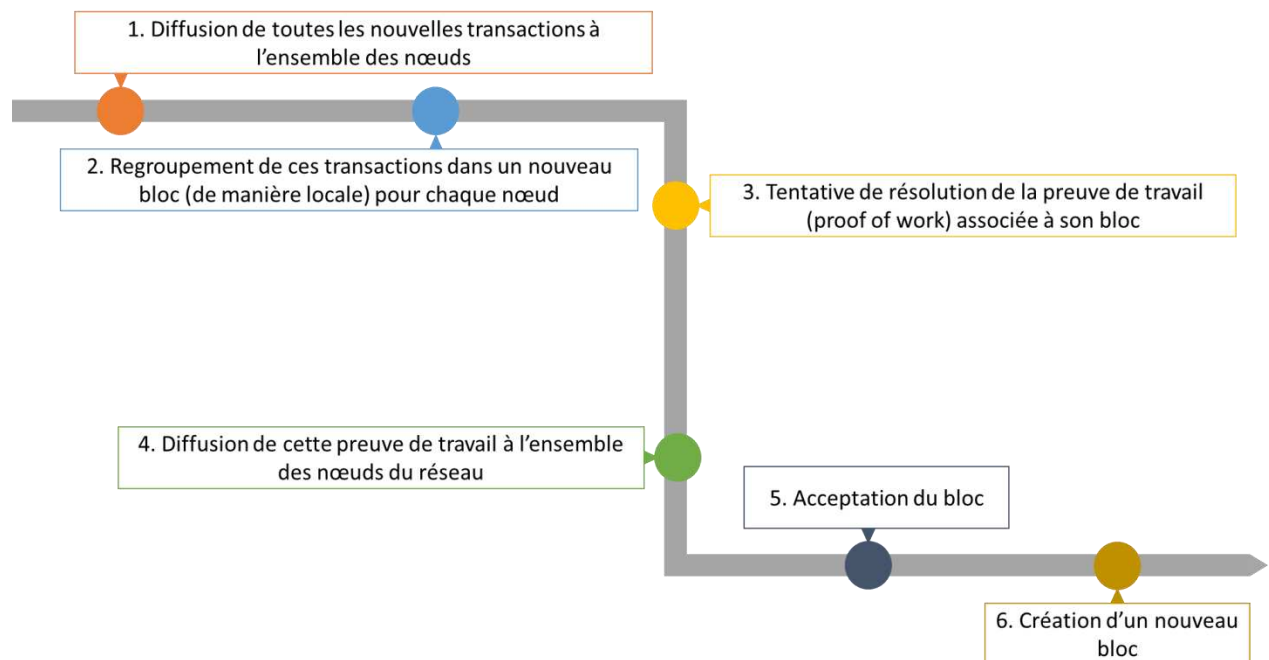 1. Diffusion de toutes les nouvelles transactions à
l'ensemble des nœuds
2. Regroupement de ces transactions dans un nouveau
bloc (de manière locale) pour chaque nœud
3. Tentative de résolution de la preuve de travail
(proof of work) associée à son bloc
4. Diffusion de cette preuve de travail à l'ensemble
des nœuds du réseau
5. Acceptation du bloc
6. Création d'un nouveau
bloc